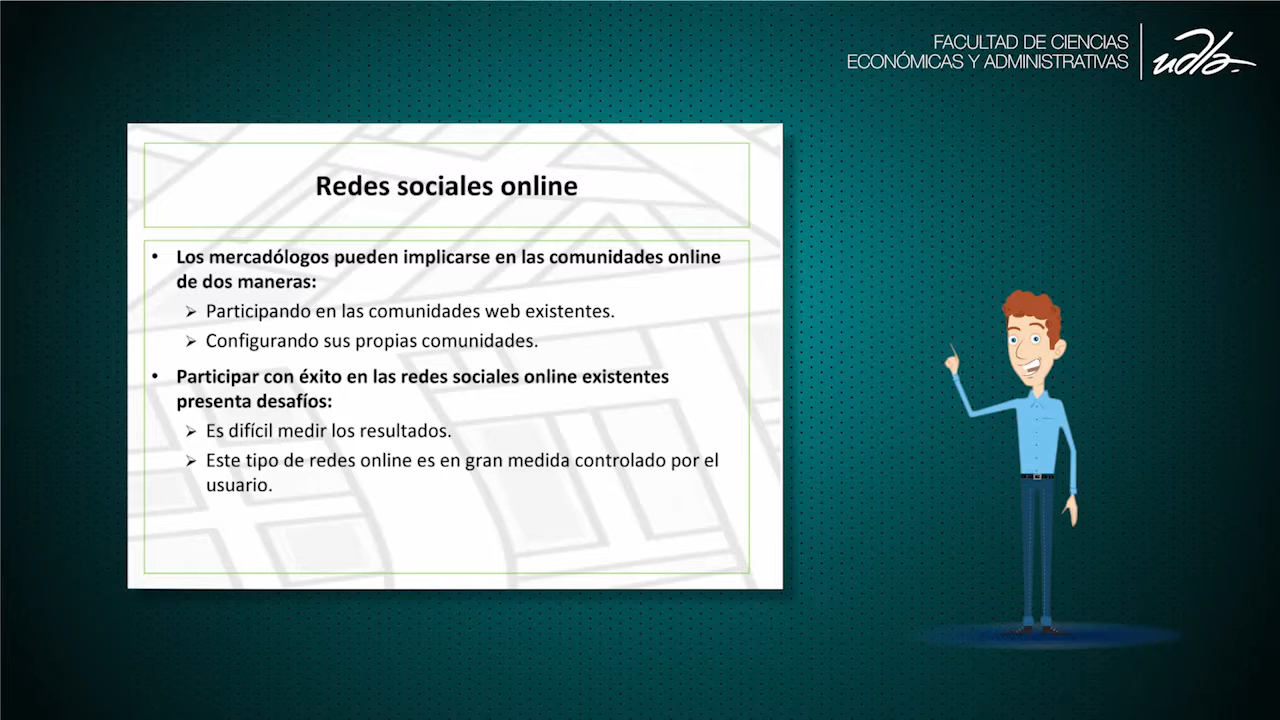 FACULTAD DE CIENCIAS
ECONÓMICAS Y ADMINISTRATIVAS
udla-
Redes sociales online
• Los mercadólogos pueden implicarse en las comunidades online
de dos maneras:
➢ Participando en las comunidades web existentes.
➢ Configurando sus propias comunidades.
• Participar con éxito en las redes sociales online existentes
presenta desafíos:
➢ Es difícil medir los resultados.
➢ Este tipo de redes online es en gran medida controlado por el
usuario.